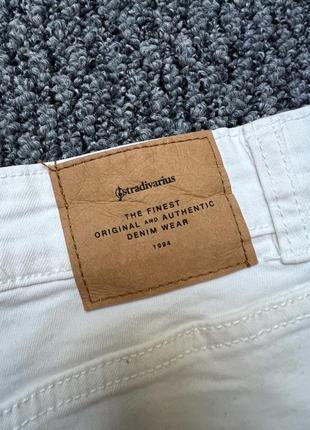 stradivarius
THE FINEST
ORIGINAL AND AUTHENTIC
DENIM WEAR
1994